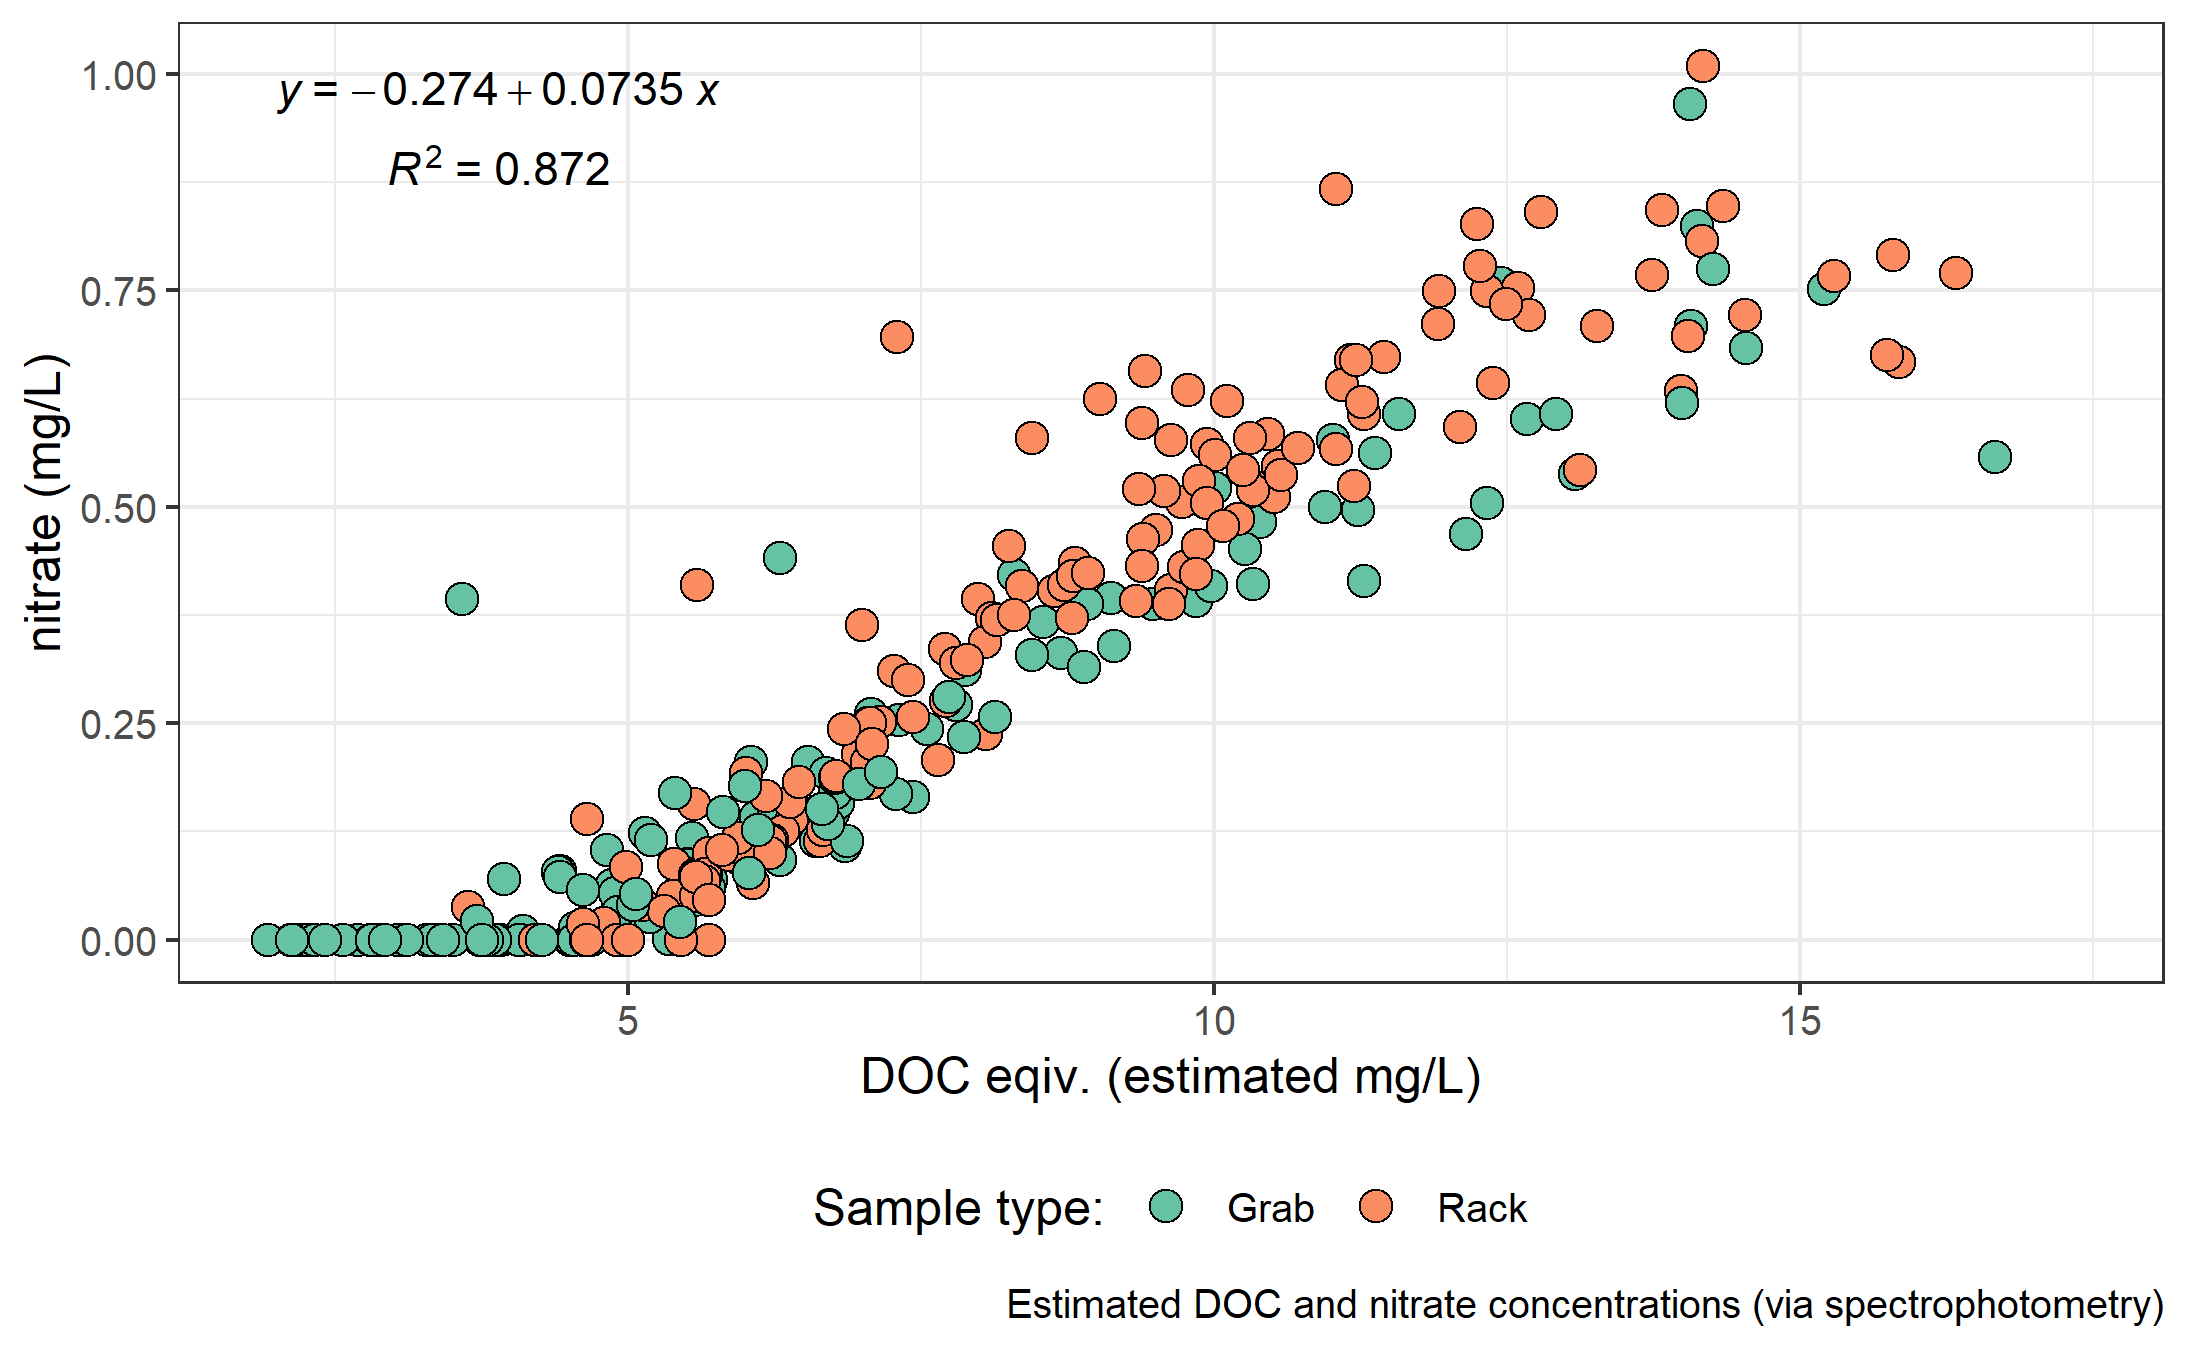 y = −0.274 + 0.0735 x
R² = 0.872
1.00
0.75
0.50
0.25
0.00
nitrate (mg/L)
5 10 15
DOC eqiv. (estimated mg/L)
Sample type: Grab Rack
Estimated DOC and nitrate concentrations (via spectrophotometry)